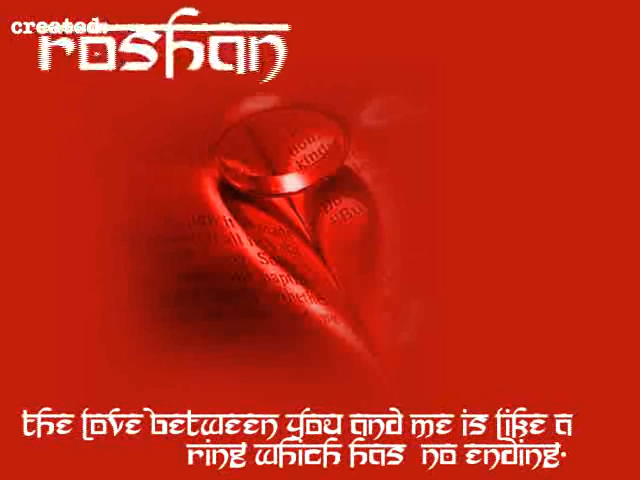 created.
roshan
the love between you and me is like a
ring which has no ending.